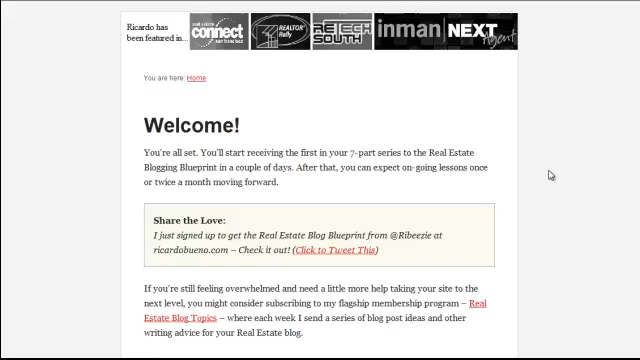 Ricardo has
been featured in...
real estate
connect
REALTOR
Rally
RETECH
SOUTH
inman
NEXT
Agent
You are here: Home
Welcome!
You're all set. You'll start receiving the first in your 7-part series to the Real Estate
Blogging Blueprint in a couple of days. After that, you can expect on-going lessons once
or twice a month moving forward.
Share the Love:
I just signed up to get the Real Estate Blog Blueprint from @Ribeezie at
ricardobueno.com – Check it out! (Click to Tweet This)
If you're still feeling overwhelmed and need a little more help taking your site to the
next level, you might consider subscribing to my flagship membership program – Real
Estate Blog Topics – where each week I send a series of blog post ideas and other
writing advice for your Real Estate blog.